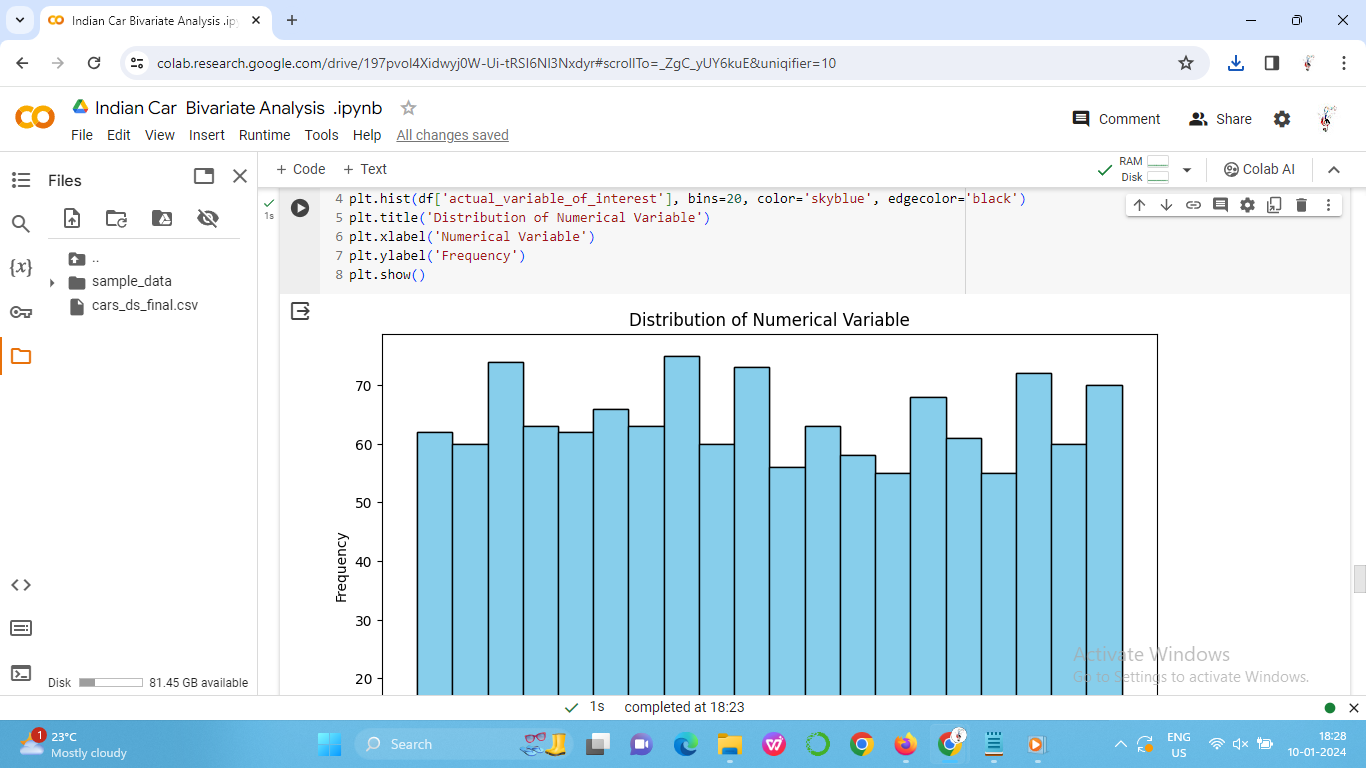 Indian Car Bivariate Analysis .ip
colab.research.google.com/drive/197pvol4Xidwyj0W-Ui-tRSI6NI3Nxdyr#scrollTo=_ZgC_yUY6kuE&uniqifier=10
Indian Car Bivariate Analysis .ipynb
File Edit View Insert Runtime Tools Help All changes saved
Comment Share
Files
+ Code + Text
RAM
Disk
Colab AI
..
sample_data
cars_ds_final.csv
1s
4 plt.hist(df['actual_variable_of_interest'], bins=20, color='skyblue', edgecolor='black')
5 plt.title('Distribution of Numerical Variable')
6 plt.xlabel('Numerical Variable')
7 plt.ylabel('Frequency')
8 plt.show()
Distribution of Numerical Variable
70
60
50
40
30
20
Frequency
Activate Windows
Go to Settings to activate Windows.
Disk 81.45 GB available
1s completed at 18:23
1
23°C
Mostly cloudy
Search
ENG
US
18:28
10-01-2024